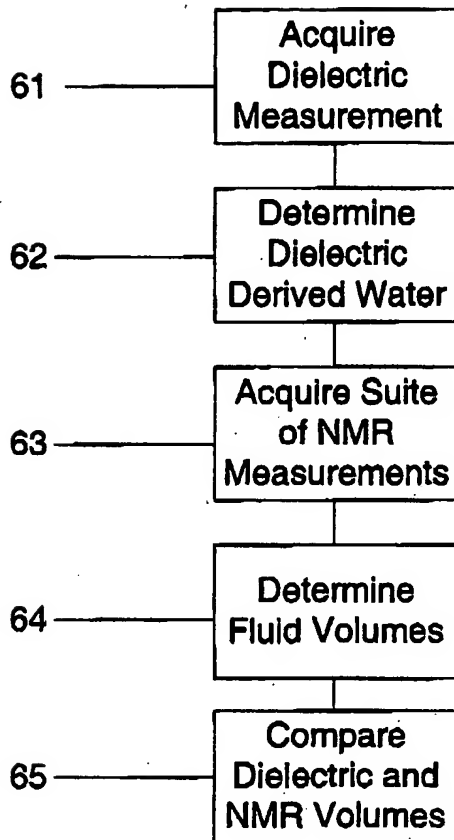 Acquire
Dielectric
61
Measurement
Determine
62
Dielectric
Derived Water
Acquire Suite
63
of NMR
Measurements
Determine
64
Fluid Volumes
Compare
65
Dielectric and
NMR Volumes